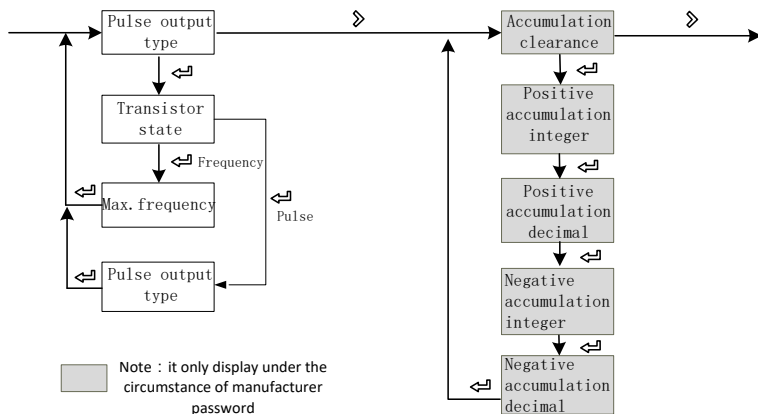 Pulse output
type
Transistor
state
Frequency
Max.frequency
Pulse
Pulse output
type
Accumulation
clearance
Positive
accumulation
integer
Positive
accumulation
decimal
Negative
accumulation
integer
Negative
accumulation
decimal
Note：it only display under the
circumstance of manufacturer
password